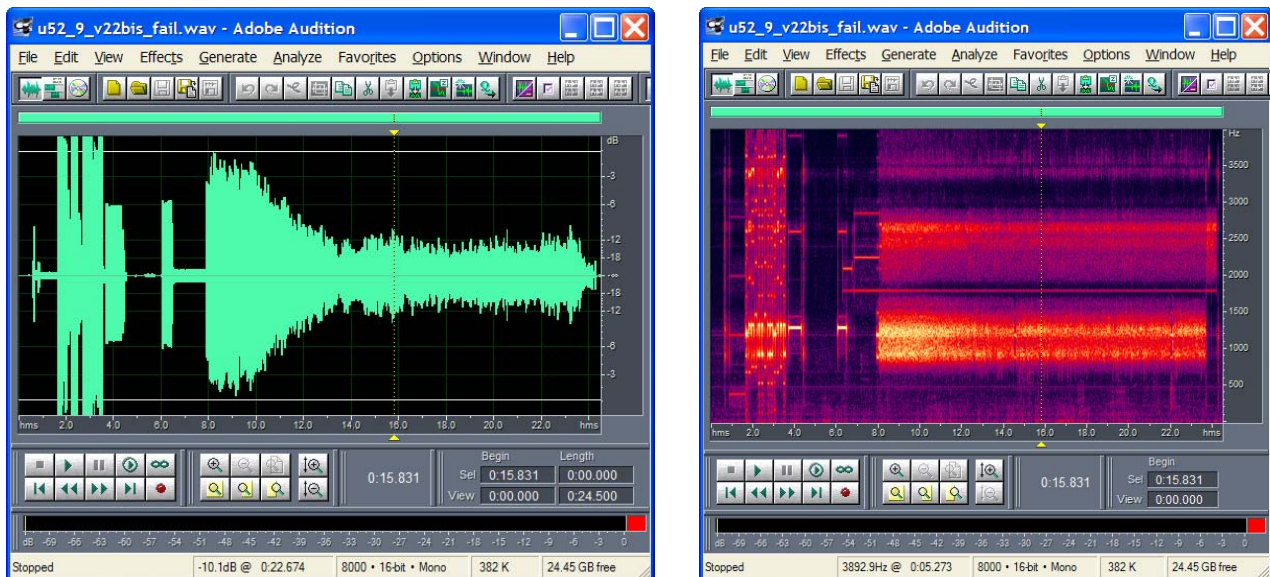 u52_9_v22bis_fail.wav - Adobe Audition
File Edit View Effects Generate Analyze Favorites Options Window Help
dB
-3
-6
-12
-18
-∞
-18
-12
-6
-3
hms 2.0 4.0 6.0 8.0 10.0 12.0 14.0 16.0 18.0 20.0 22.0 hms
0:15.831
Begin Length
Sel 0:15.831 0:00.000
View 0:00.000 0:24.500
dB -69 -66 -63 -60 -57 -54 -51 -48 -45 -42 -39 -36 -33 -30 -27 -24 -21 -18 -15 -12 -9 -6 -3 0
Stopped -10.1dB @ 0:22.674 8000 • 16-bit • Mono 382 K 24.45 GB free
u52_9_v22bis_fail.wav - Adobe Audition
File Edit View Effects Generate Analyze Favorites Options Window Help
Hz
3500
3000
2500
2000
1500
1000
500
hms 2.0 4.0 6.0 8.0 10.0 12.0 14.0 16.0 18.0 20.0 22.0 hms
0:15.831
Begin
Sel 0:15.831
View 0:00.000
dB -69 -66 -63 -60 -57 -54 -51 -48 -45 -42 -39 -36 -33 -30 -27 -24 -21 -18 -15 -12 -9 -6 -3 0
Stopped 3892.9Hz @ 0:05.273 8000 • 16-bit • Mono 382 K 24.45 GB free